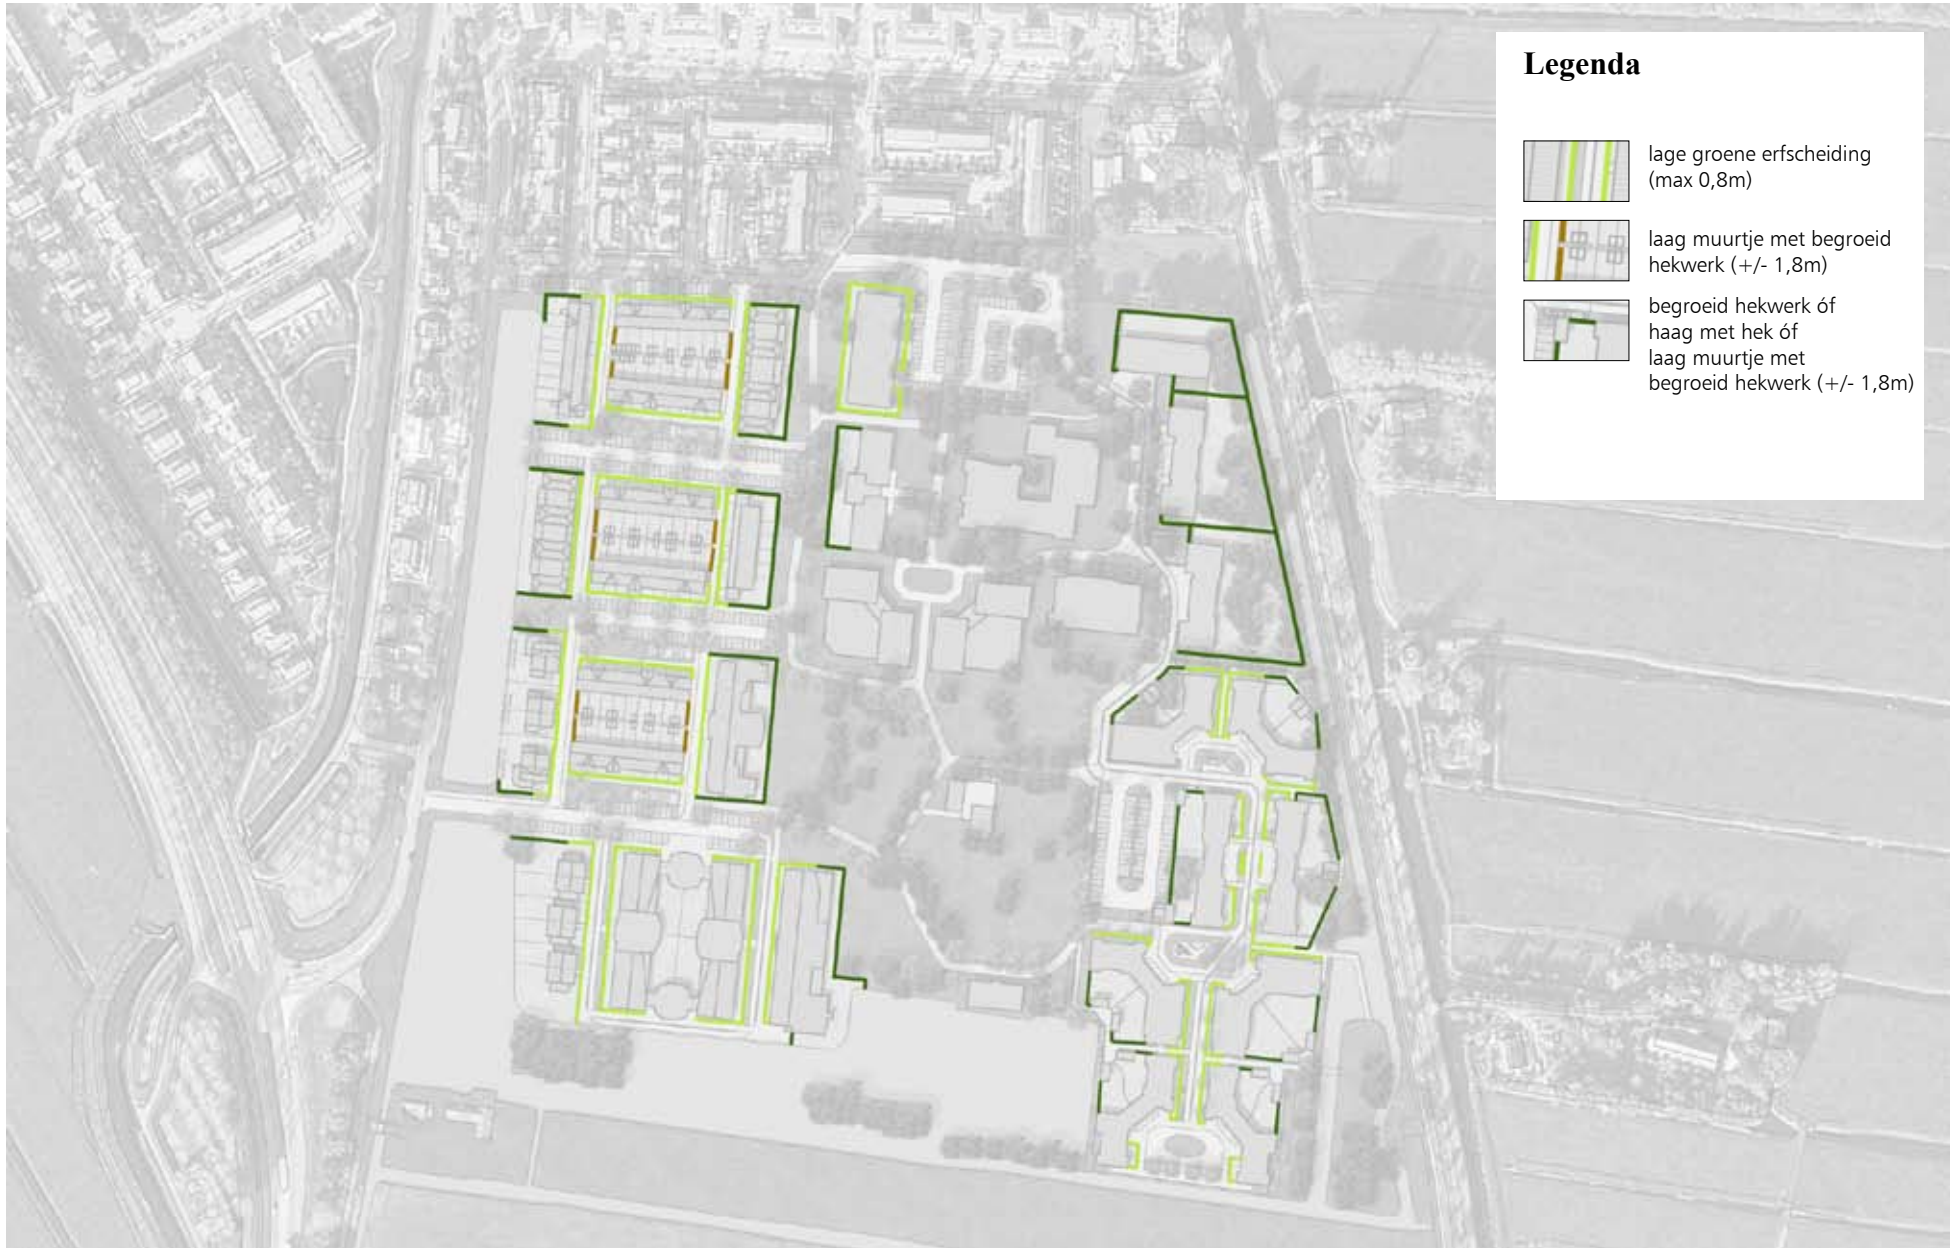 Legenda
lage groene erfscheiding
(max 0,8m)
laag muurtje met begroeid
hekwerk (+/- 1,8m)
begroeid hekwerk óf
haag met hek óf
laag muurtje met
begroeid hekwerk (+/- 1,8m)